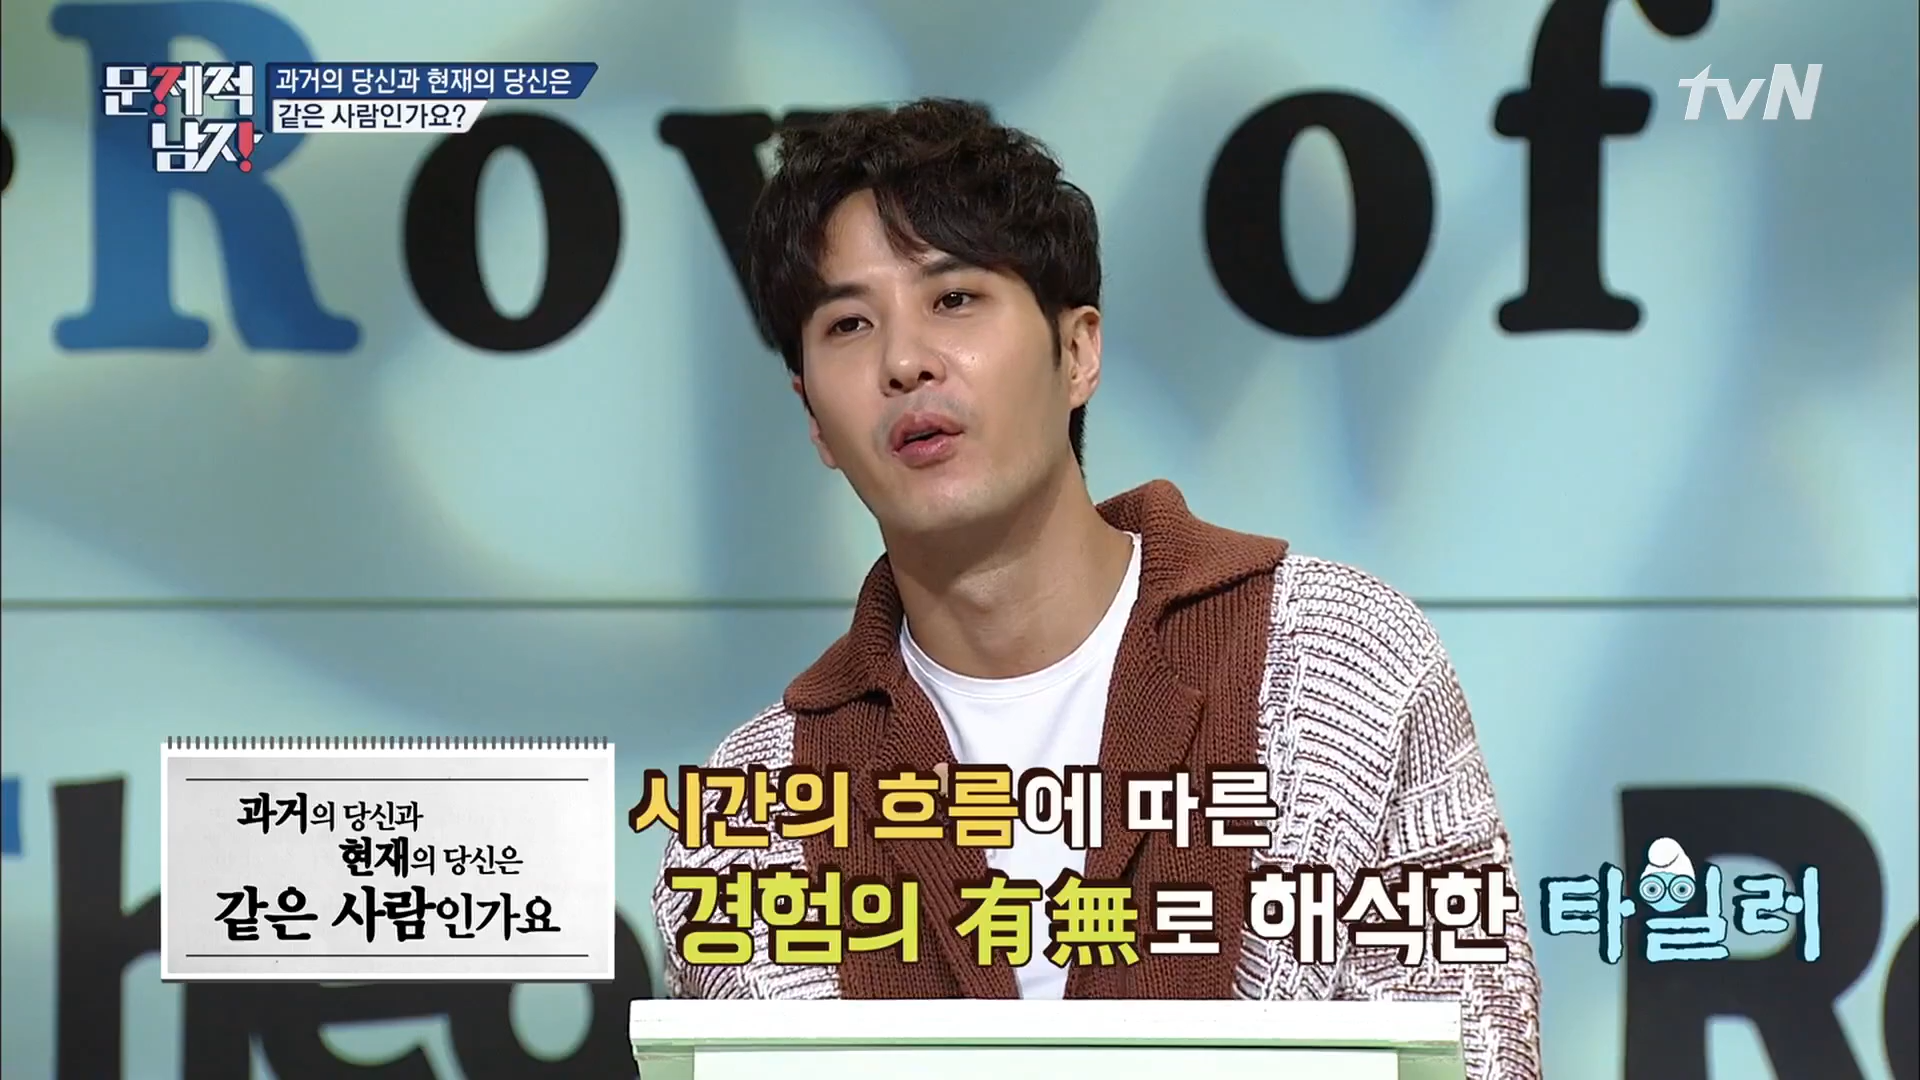 문제적
남자
과거의 당신과 현재의 당신은
같은 사람인가요?
tvN
Row of
과거의 당신과
현재의 당신은
같은 사람인가요
시간의 흐름에 따른
경험의 有無로 해석한 타일러